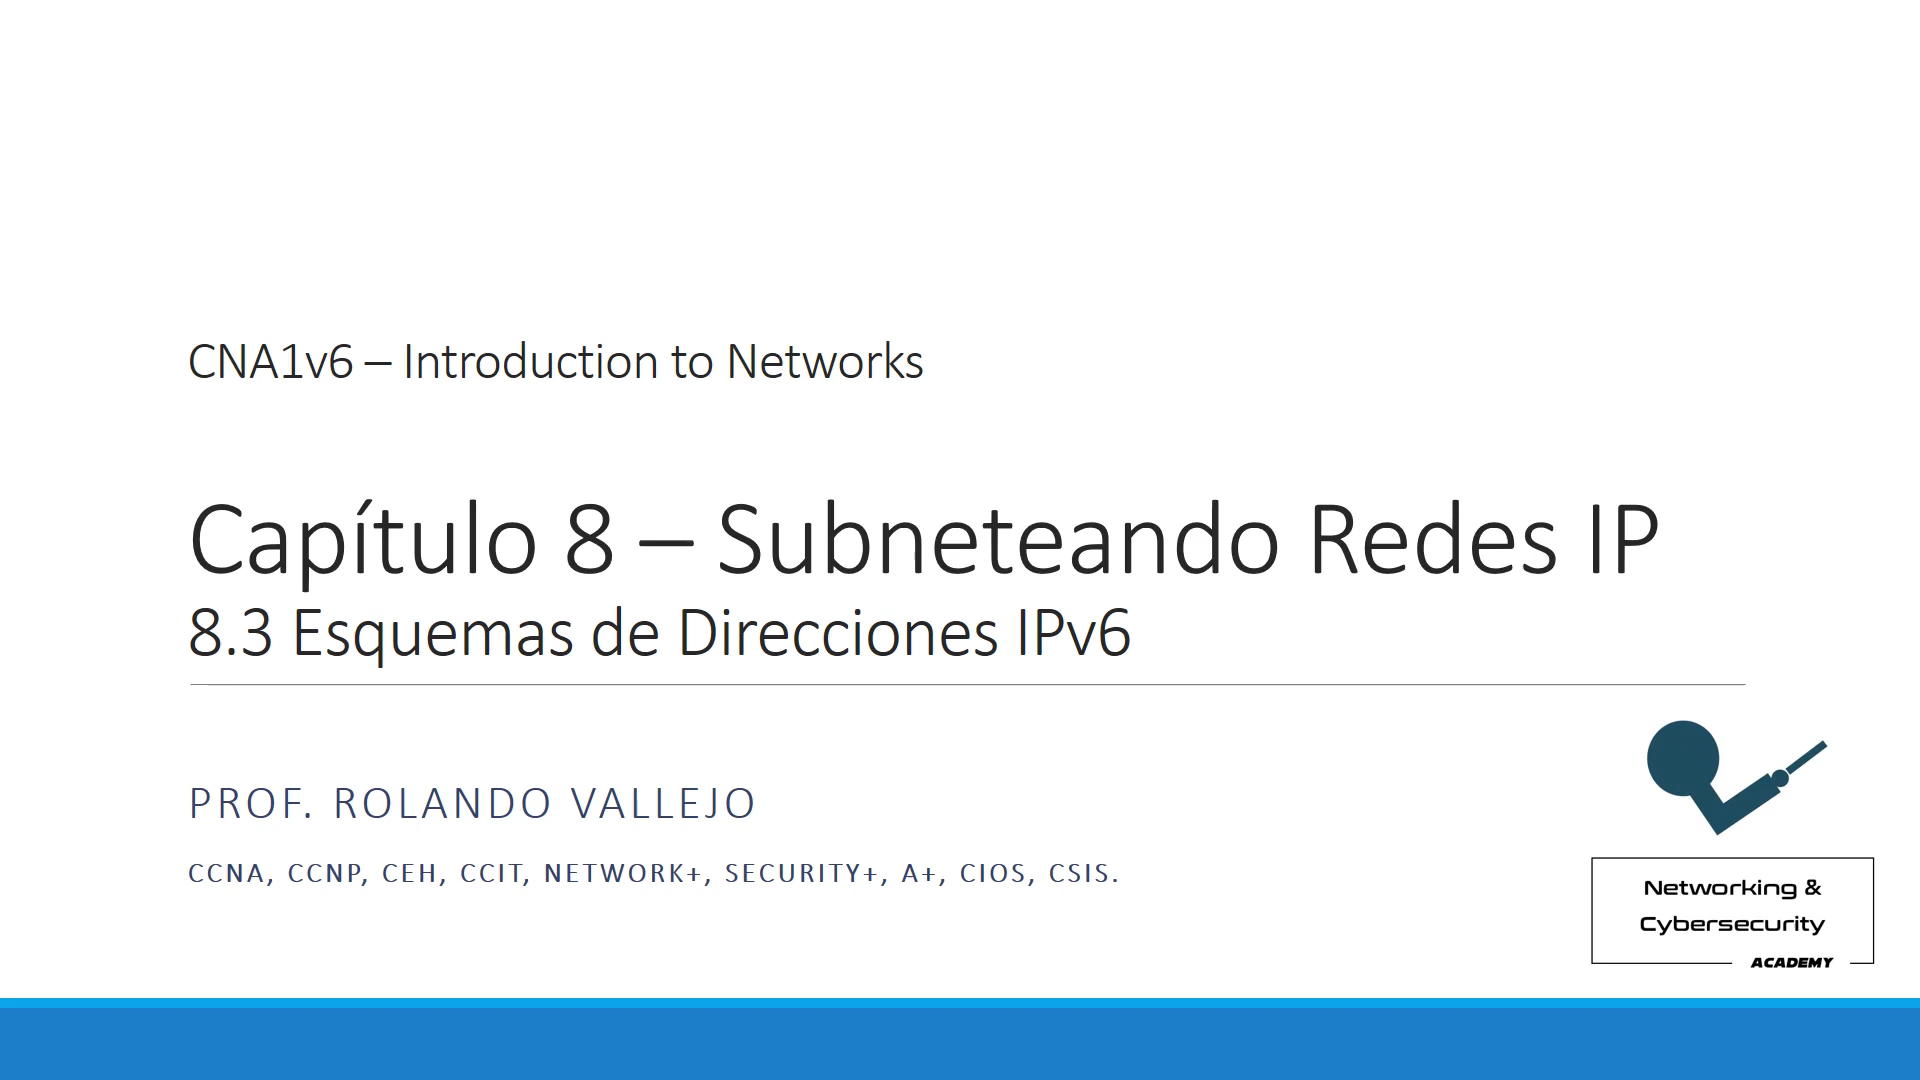 CNA1v6 – Introduction to Networks
Capítulo 8 – Subneteando Redes IP
8.3 Esquemas de Direcciones IPv6
PROF. ROLANDO VALLEJO
CCNA, CCNP, CEH, CCIT, NETWORK+, SECURITY+, A+, CIOS, CSIS.
Networking &
Cybersecurity
ACADEMY